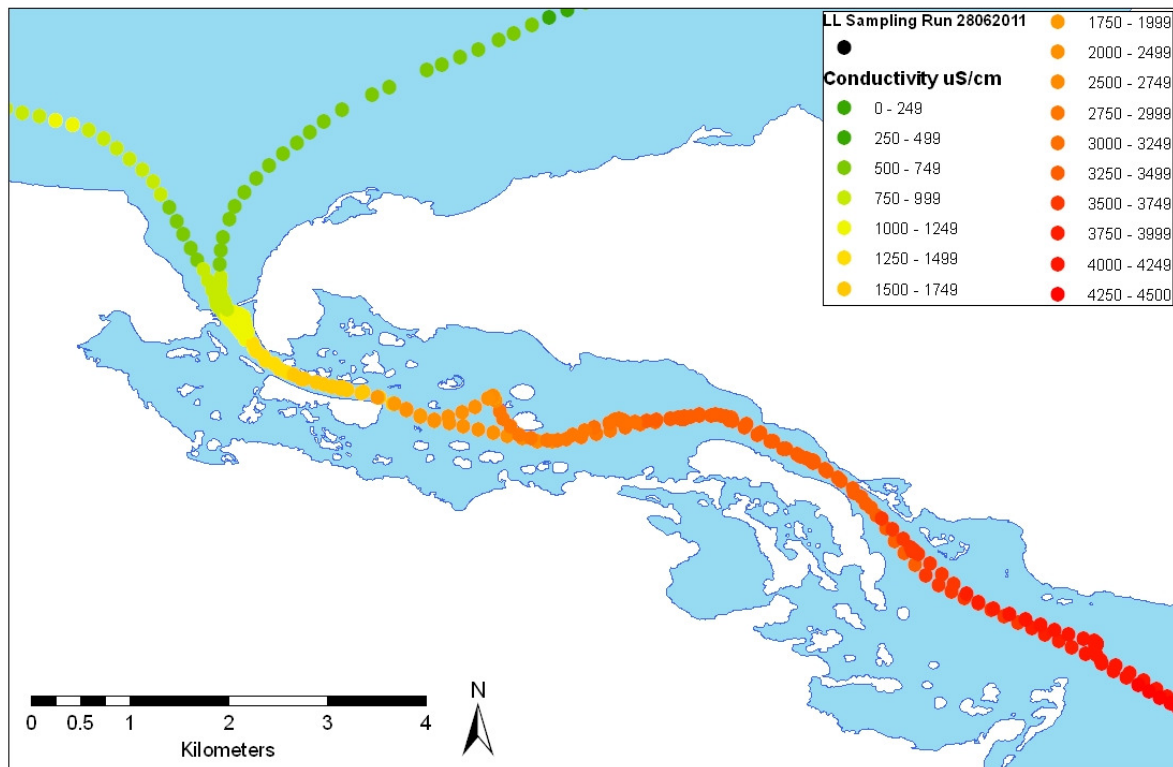 LL Sampling Run 28062011
Conductivity uS/cm
0 - 249
250 - 499
500 - 749
750 - 999
1000 - 1249
1250 - 1499
1500 - 1749
1750 - 1999
2000 - 2499
2500 - 2749
2750 - 2999
3000 - 3249
3250 - 3499
3500 - 3749
3750 - 3999
4000 - 4249
4250 - 4500
0 0.5 1 2 3 4
Kilometers
N